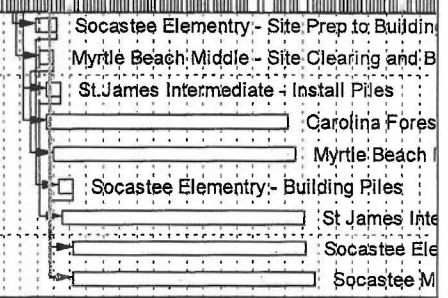 Socastee Elementry - Site Prep to Building
Myrtle Beach Middle - Site Clearing and B
St.James Intermediate - Install Piles
Carolina Fores
Myrtle Beach
Socastee Elementry - Building Piles
St James Inte
Socastee Ele
Socastee M